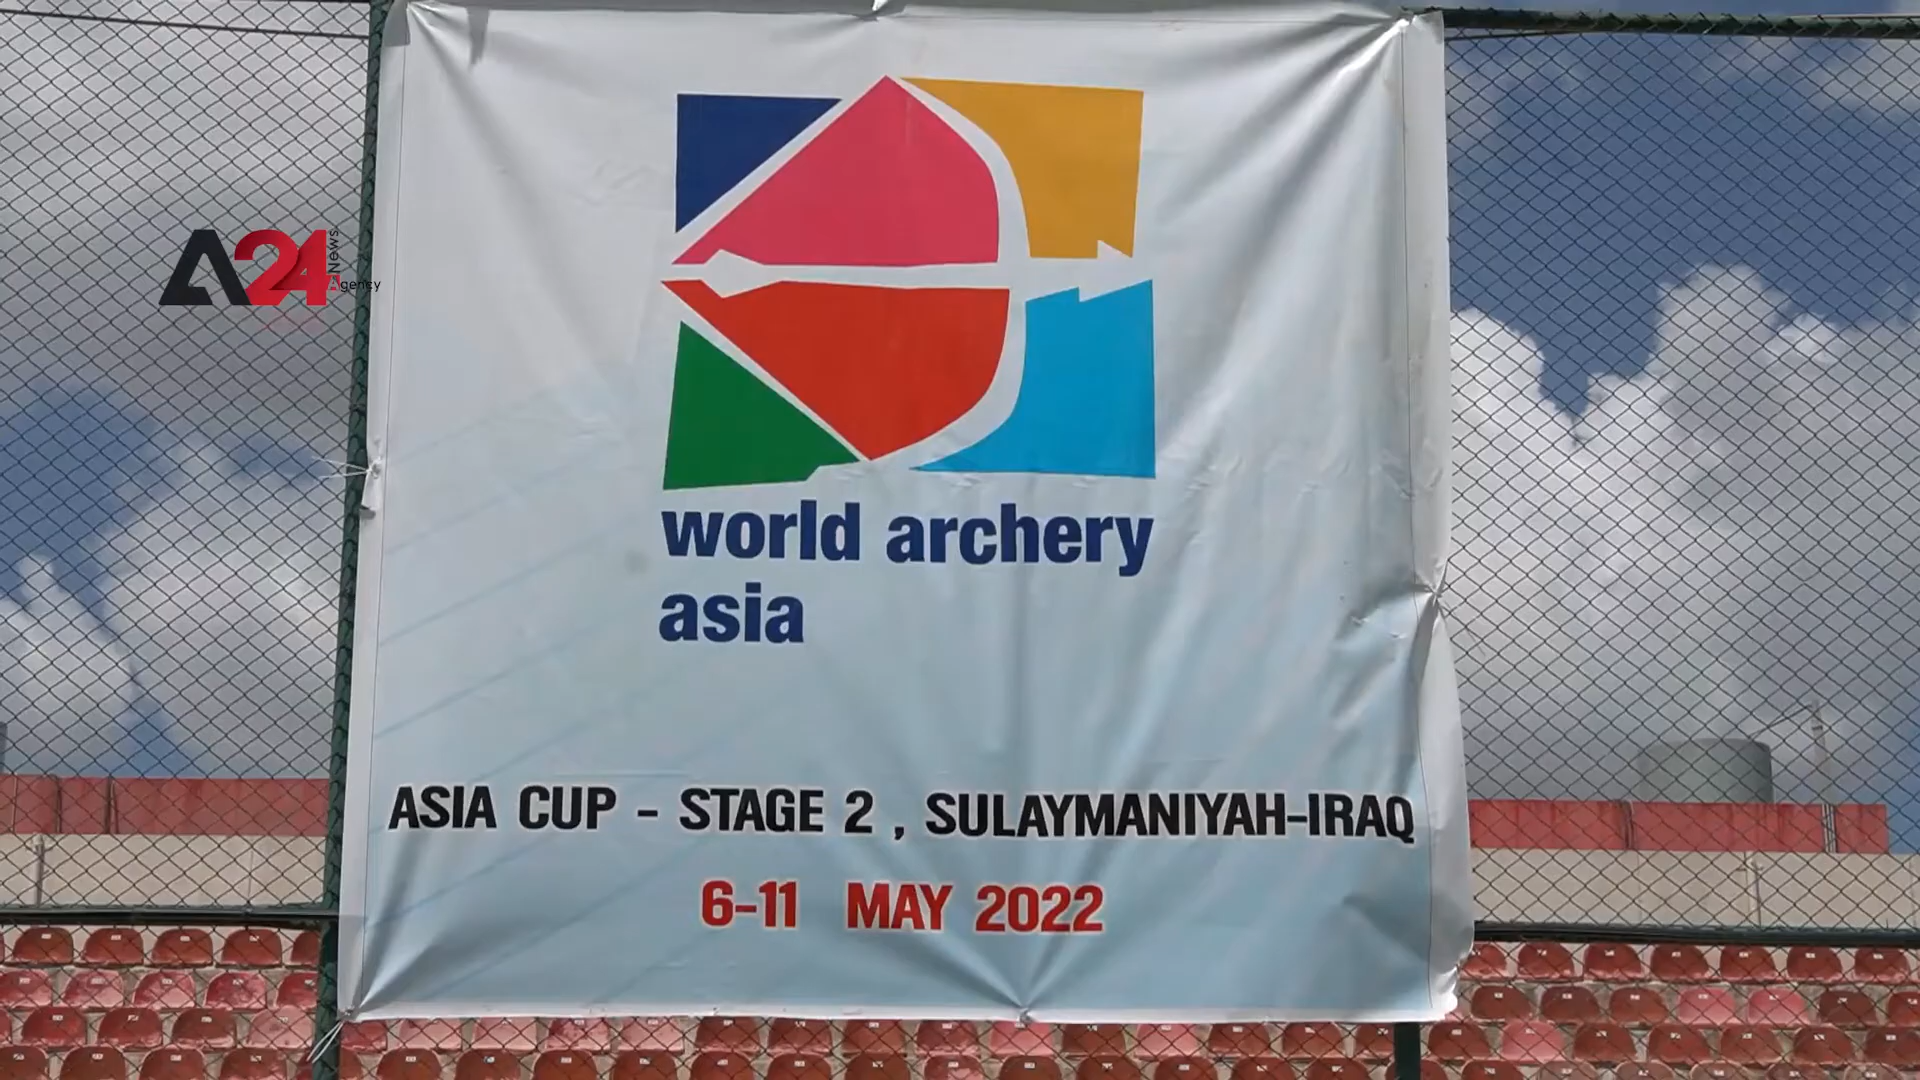 A24 News Agency
world archery
asia
ASIA CUP - STAGE 2 , SULAYMANIYAH-IRAQ
6-11 MAY 2022